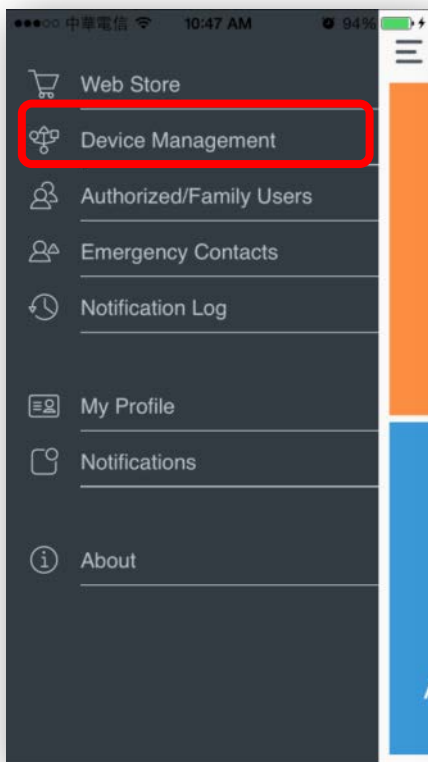 中華電信 10:47 AM 94%
Web Store
Device Management
Authorized/Family Users
Emergency Contacts
Notification Log
My Profile
Notifications
About